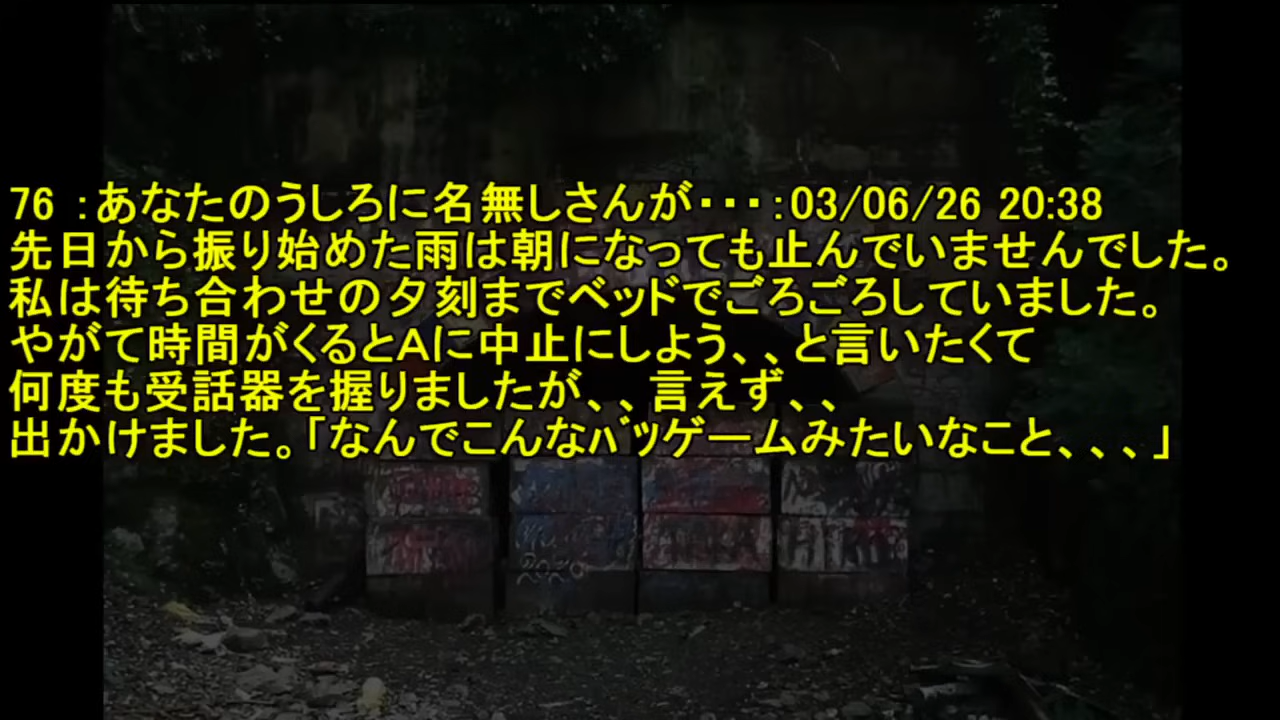 76 ：あなたのうしろに名無しさんが・・・：03/06/26 20:38
先日から振り始めた雨は朝になっても止んでいませんでした。
私は待ち合わせの夕刻までベッドでごろごろしていました。
やがて時間がくるとAに中止にしよう、、と言いたくて
何度も受話器を握りましたが、、言えず、、
出かけました。「なんでこんなﾊﾞﾂゲームみたいなこと、、、」
2020